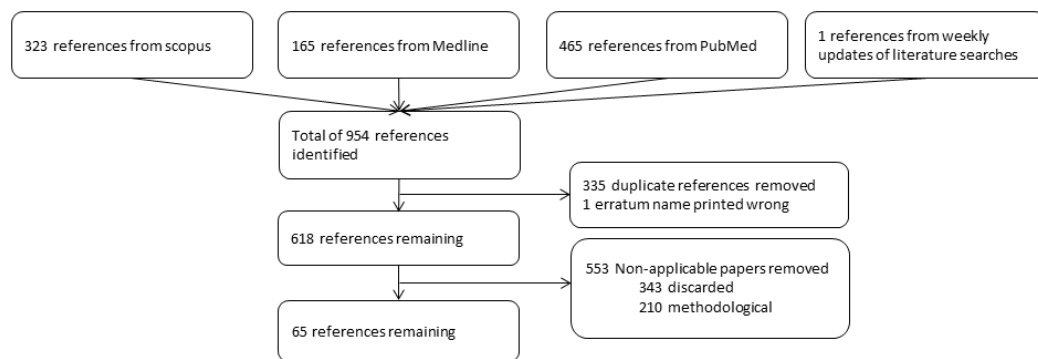 323 references from scopus
165 references from Medline
465 references from PubMed
1 references from weekly
updates of literature searches
Total of 954 references
identified
335 duplicate references removed
1 erratum name printed wrong
618 references remaining
553 Non-applicable papers removed
343 discarded
210 methodological
65 references remaining